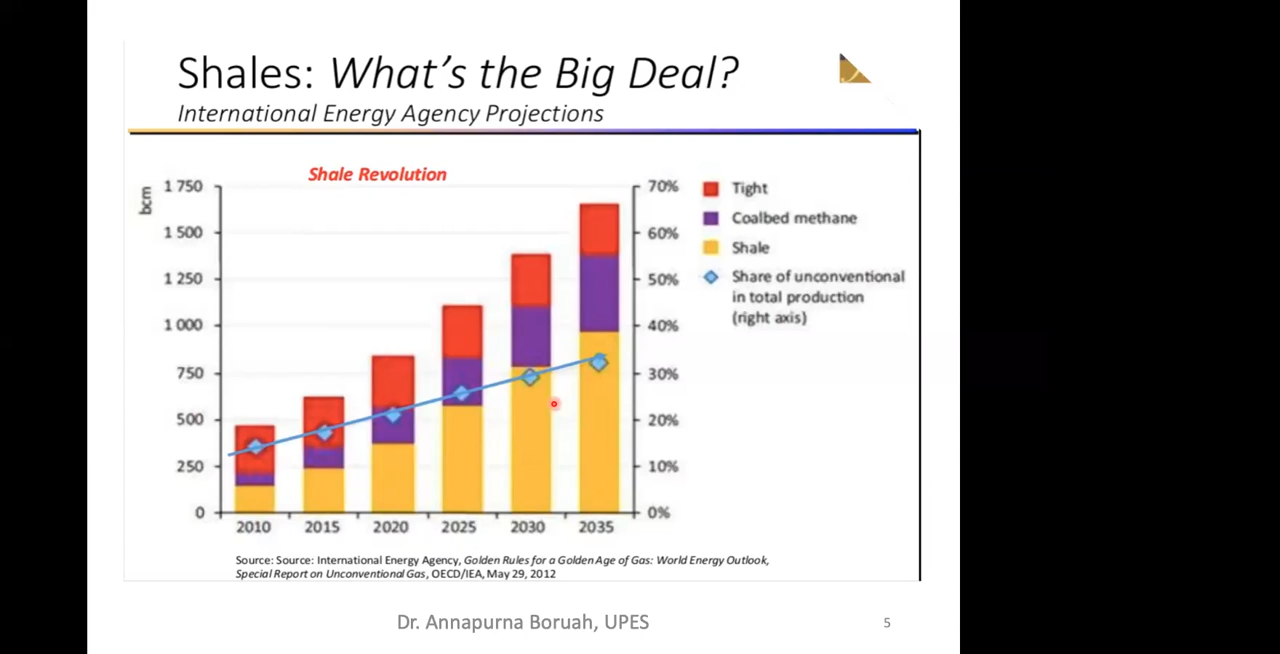 Shales: What's the Big Deal?
International Energy Agency Projections
Shale Revolution
bcm
1 750
1 500
1 250
1 000
750
500
250
0
70%
60%
50%
40%
30%
20%
10%
0%
2010 2015 2020 2025 2030 2035
Tight
Coalbed methane
Shale
Share of unconventional
in total production
(right axis)
Source: Source: International Energy Agency, Golden Rules for a Golden Age of Gas: World Energy Outlook,
Special Report on Unconventional Gas, OECD/IEA, May 29, 2012
Dr. Annapurna Boruah, UPES
5